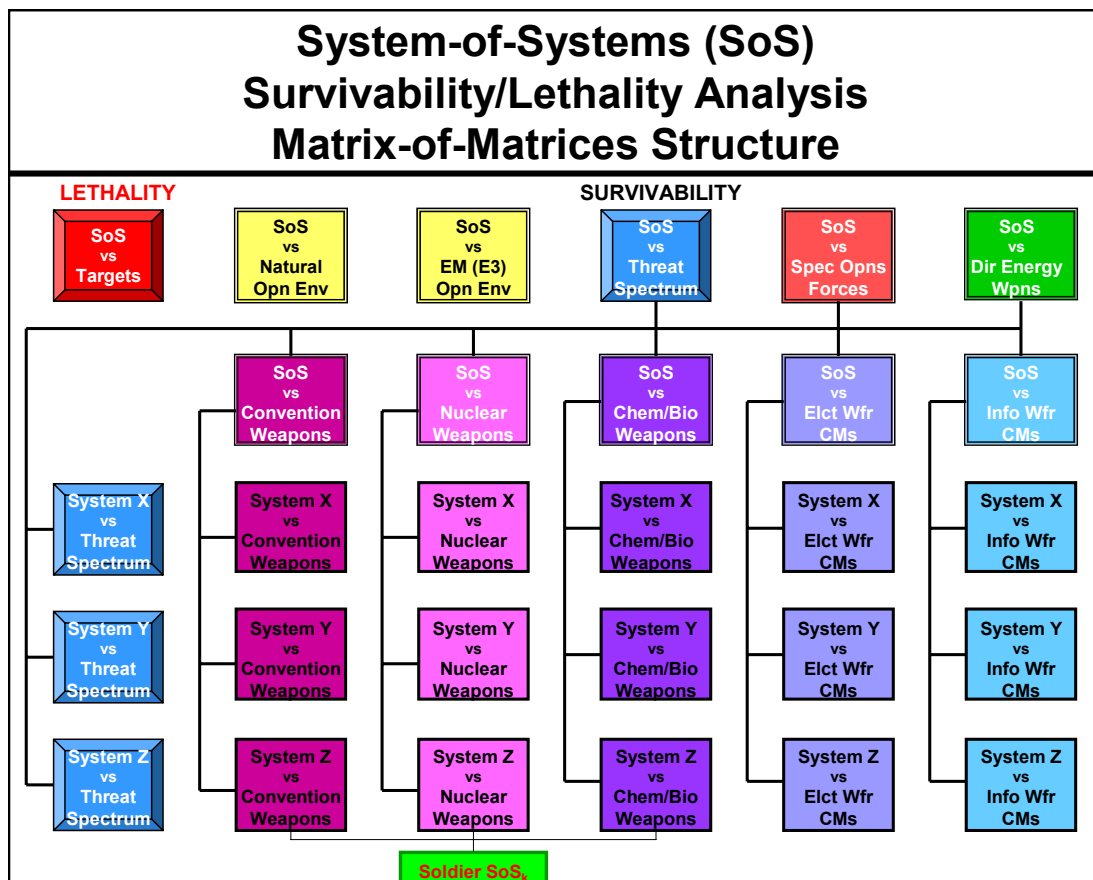 System-of-Systems (SoS)
Survivability/Lethality Analysis
Matrix-of-Matrices Structure
LETHALITY
SURVIVABILITY
SoS
vs
Targets
SoS
vs
Natural
Opn Env
SoS
vs
EM (E3)
Opn Env
SoS
vs
Threat
Spectrum
SoS
vs
Spec Opns
Forces
SoS
vs
Dir Energy
Wpns
SoS
vs
Convention
Weapons
SoS
vs
Nuclear
Weapons
SoS
vs
Chem/Bio
Weapons
SoS
vs
Elct Wfr
CMs
SoS
vs
Info Wfr
CMs
System X
vs
Threat
Spectrum
System X
vs
Convention
Weapons
System X
vs
Nuclear
Weapons
System X
vs
Chem/Bio
Weapons
System X
vs
Elct Wfr
CMs
System X
vs
Info Wfr
CMs
System Y
vs
Threat
Spectrum
System Y
vs
Convention
Weapons
System Y
vs
Nuclear
Weapons
System Y
vs
Chem/Bio
Weapons
System Y
vs
Elct Wfr
CMs
System Y
vs
Info Wfr
CMs
System Z
vs
Threat
Spectrum
System Z
vs
Convention
Weapons
System Z
vs
Nuclear
Weapons
System Z
vs
Chem/Bio
Weapons
System Z
vs
Elct Wfr
CMs
System Z
vs
Info Wfr
CMs
Soldier SoSₖ